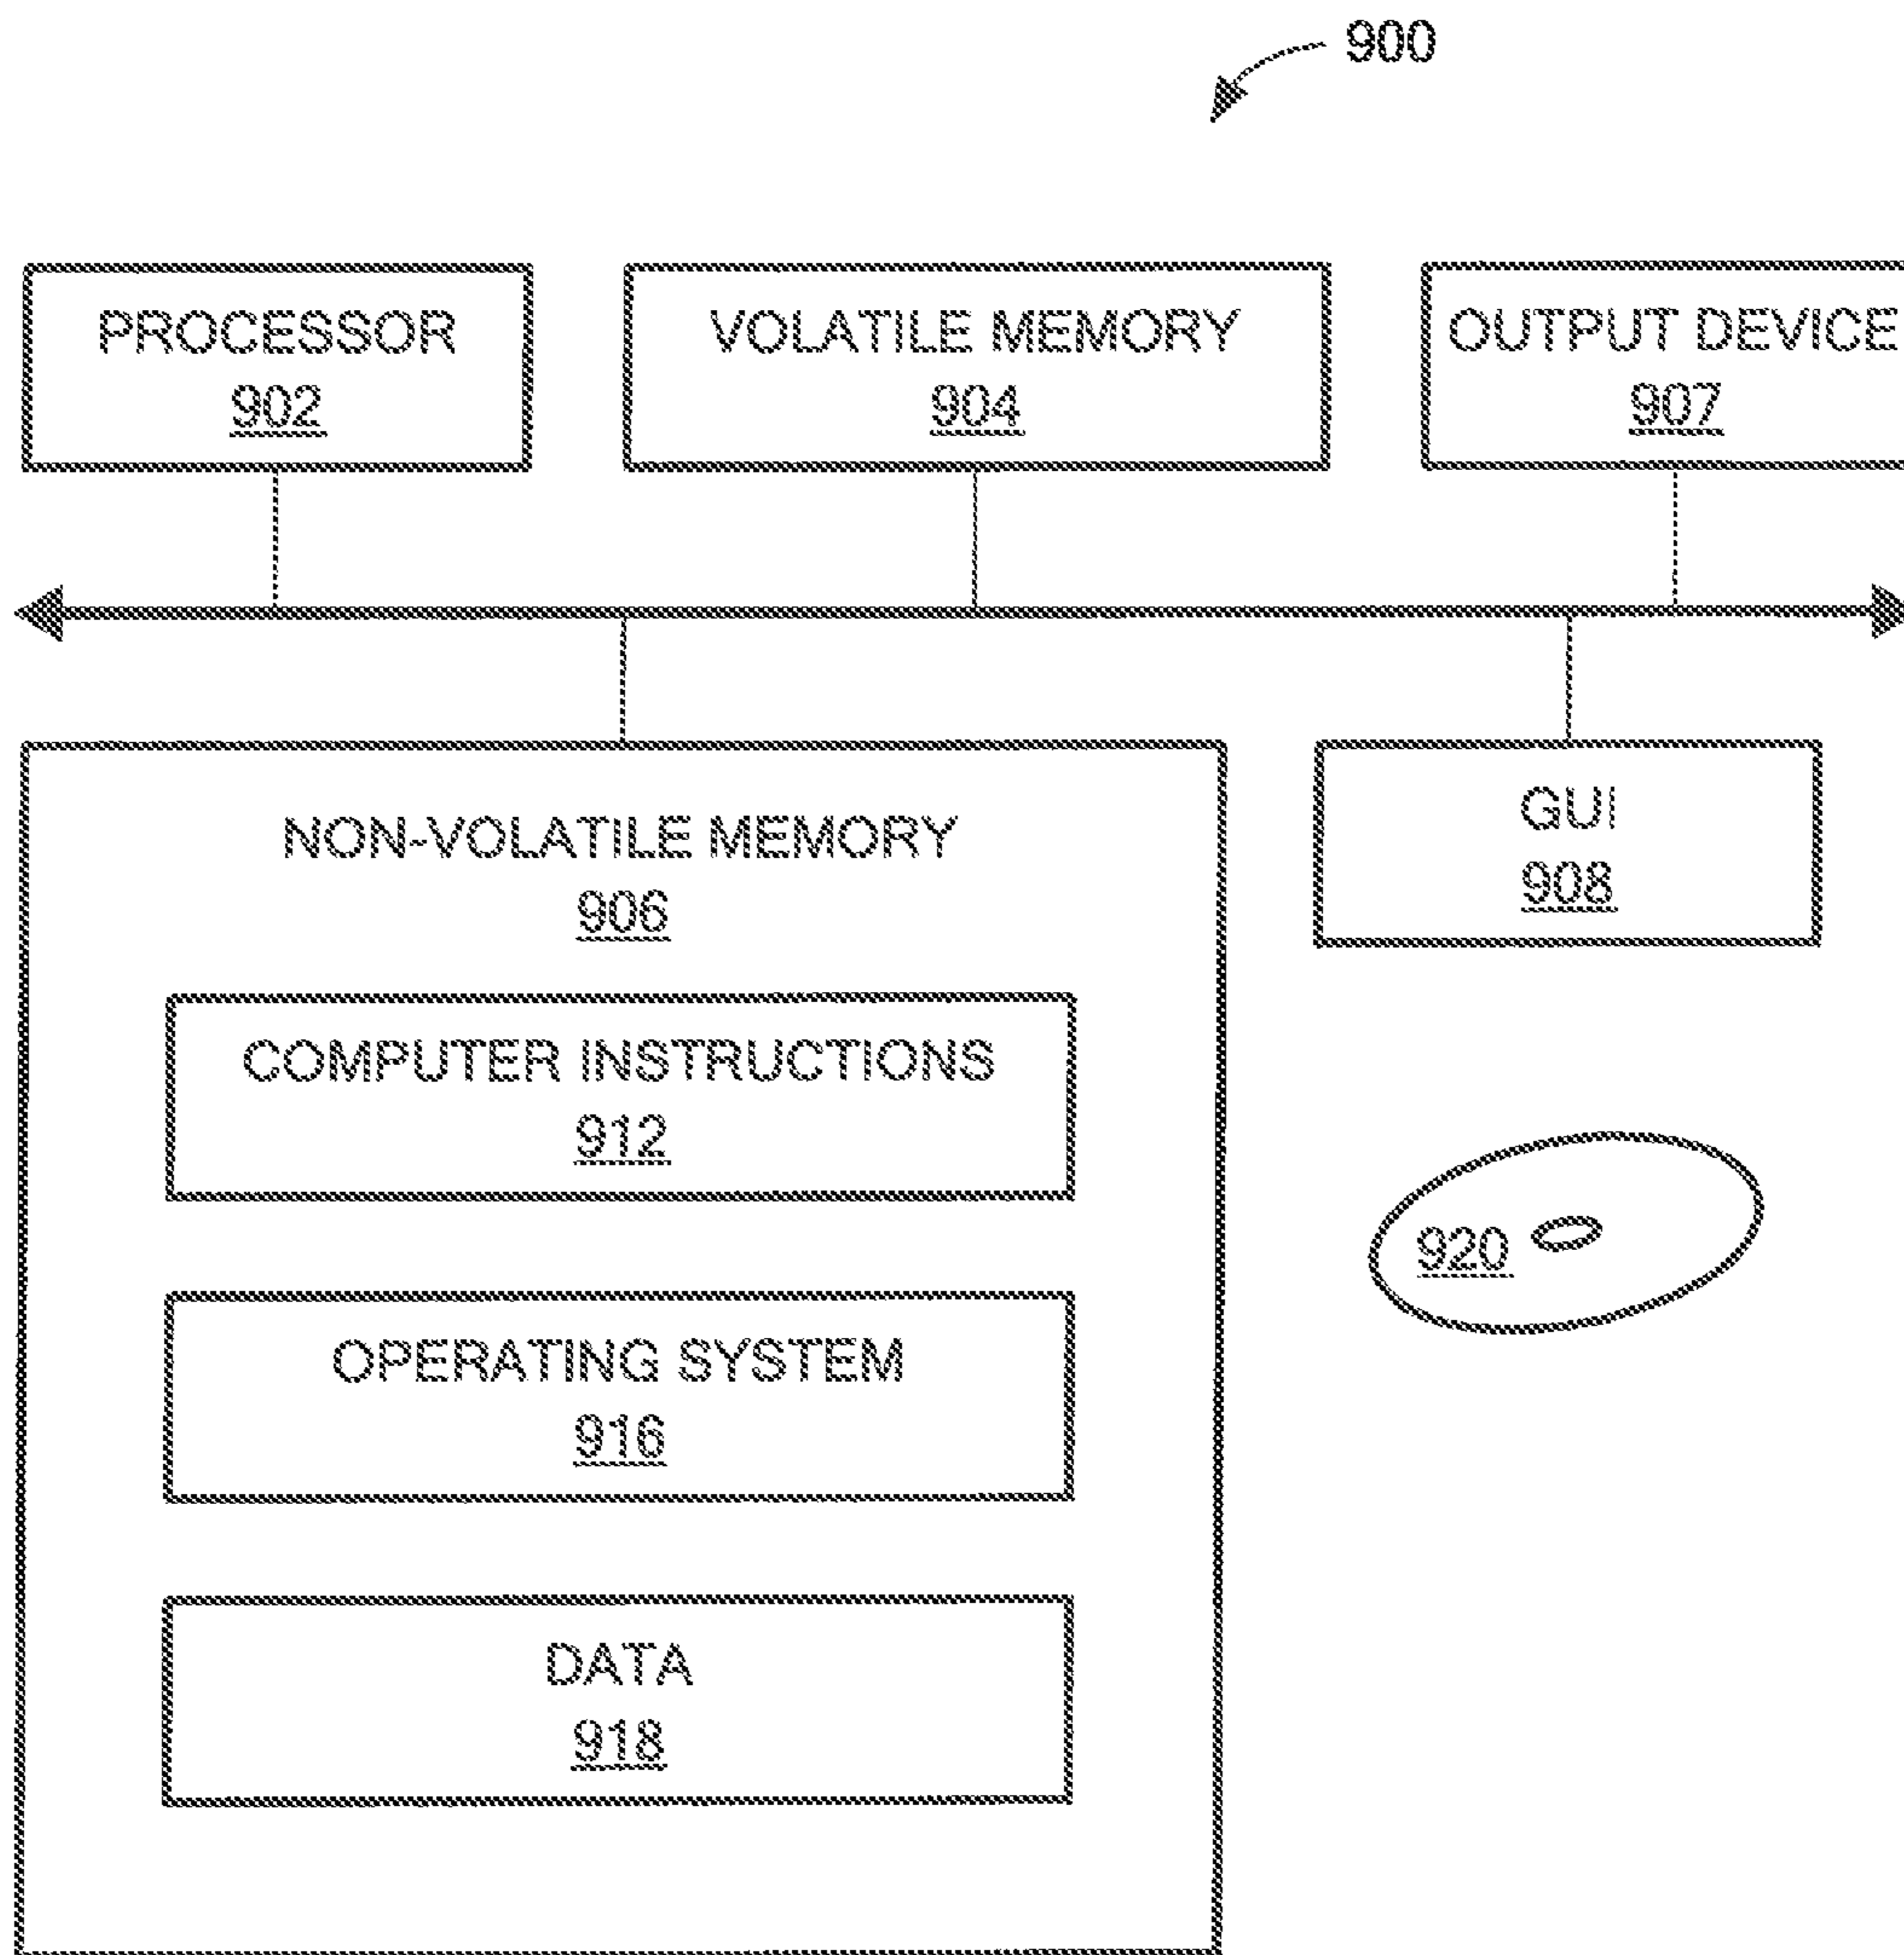 900
PROCESSOR
902
VOLATILE MEMORY
904
OUTPUT DEVICE
907
NON-VOLATILE MEMORY
906
GUI
908
COMPUTER INSTRUCTIONS
912
920
OPERATING SYSTEM
916
DATA
918